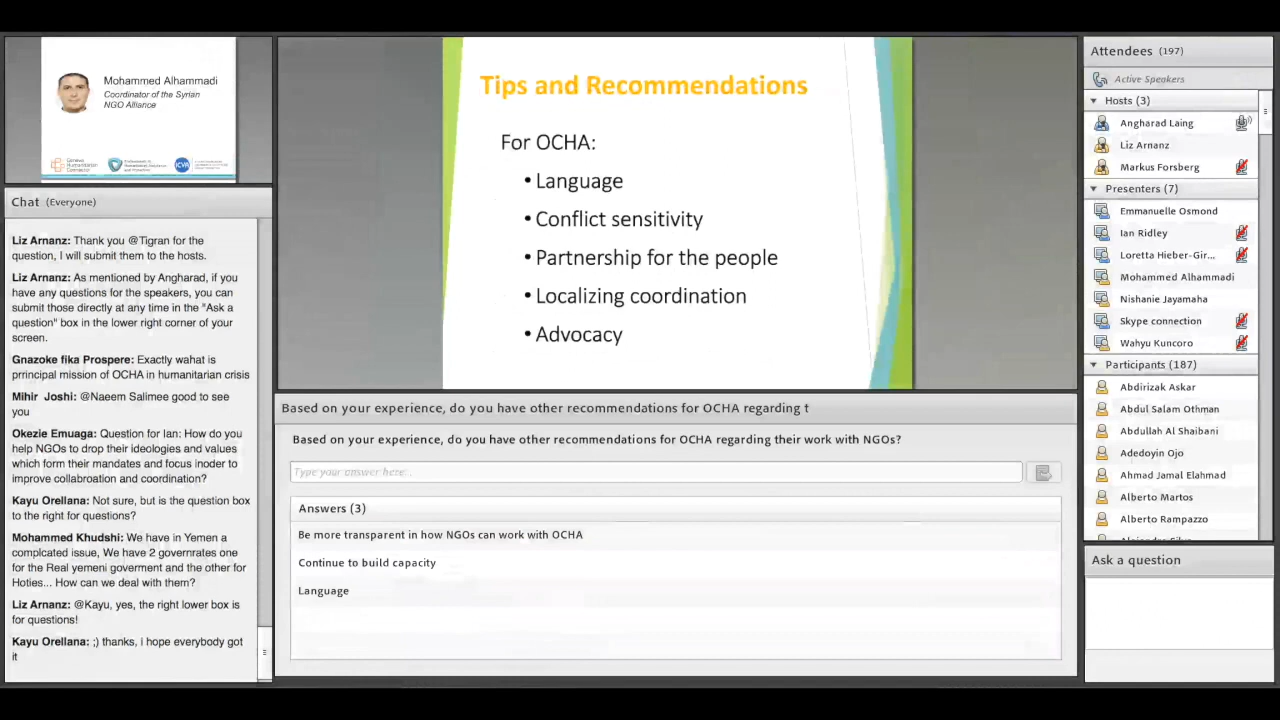 Mohammed Alhammadi
Coordinator of the Syrian
NGO Alliance
Geneva
Humanitarian
Connector
ICVA
Chat (Everyone)
Liz Arnanz: Thank you @Tigran for the
question, I will submit them to the hosts.
Liz Arnanz: As mentioned by Angharad, if you
have any questions for the speakers, you can
submit those directly at any time in the "Ask a
question" box in the lower right corner of your
screen.
Gnazoke fika Prospere: Exactly wahat is
prrincipal mission of OCHA in humanitarian crisis
Mihir Joshi: @Naeem Salimee good to see
you
Okezie Emuaga: Question for Ian: How do you
help NGOs to drop their ideologies and values
which form their mandates and focus inoder to
improve collabroation and coordination?
Kayu Orellana: Not sure, but is the question box
to the right for questions?
Mohammed Khudshi: We have in Yemen a
complcated issue, We have 2 governrates one
for the Real yemeni goverment and the other for
Hoties... How can we deal with them?
Liz Arnanz: @Kayu, yes, the right lower box is
for questions!
Kayu Orellana: ;) thanks, i hope everybody got
it
Tips and Recommendations
For OCHA:
• Language
• Conflict sensitivity
• Partnership for the people
• Localizing coordination
• Advocacy
Based on your experience, do you have other recommendations for OCHA regarding t
Based on your experience, do you have other recommendations for OCHA regarding their work with NGOs?
Type your answer here..
Answers (3)
Be more transparent in how NGOs can work with OCHA
Continue to build capacity
Language
Attendees (197)
Active Speakers
Hosts (3)
Angharad Laing
Liz Arnanz
Markus Forsberg
Presenters (7)
Emmanuelle Osmond
Ian Ridley
Loretta Hieber-Gir...
Mohammed Alhammadi
Nishanie Jayamaha
Skype connection
Wahyu Kuncoro
Participants (187)
Abdirizak Askar
Abdul Salam Othman
Abdullah Al Shaibani
Adedoyin Ojo
Ahmad Jamal Elahmad
Alberto Martos
Alberto Rampazzo
Ask a question